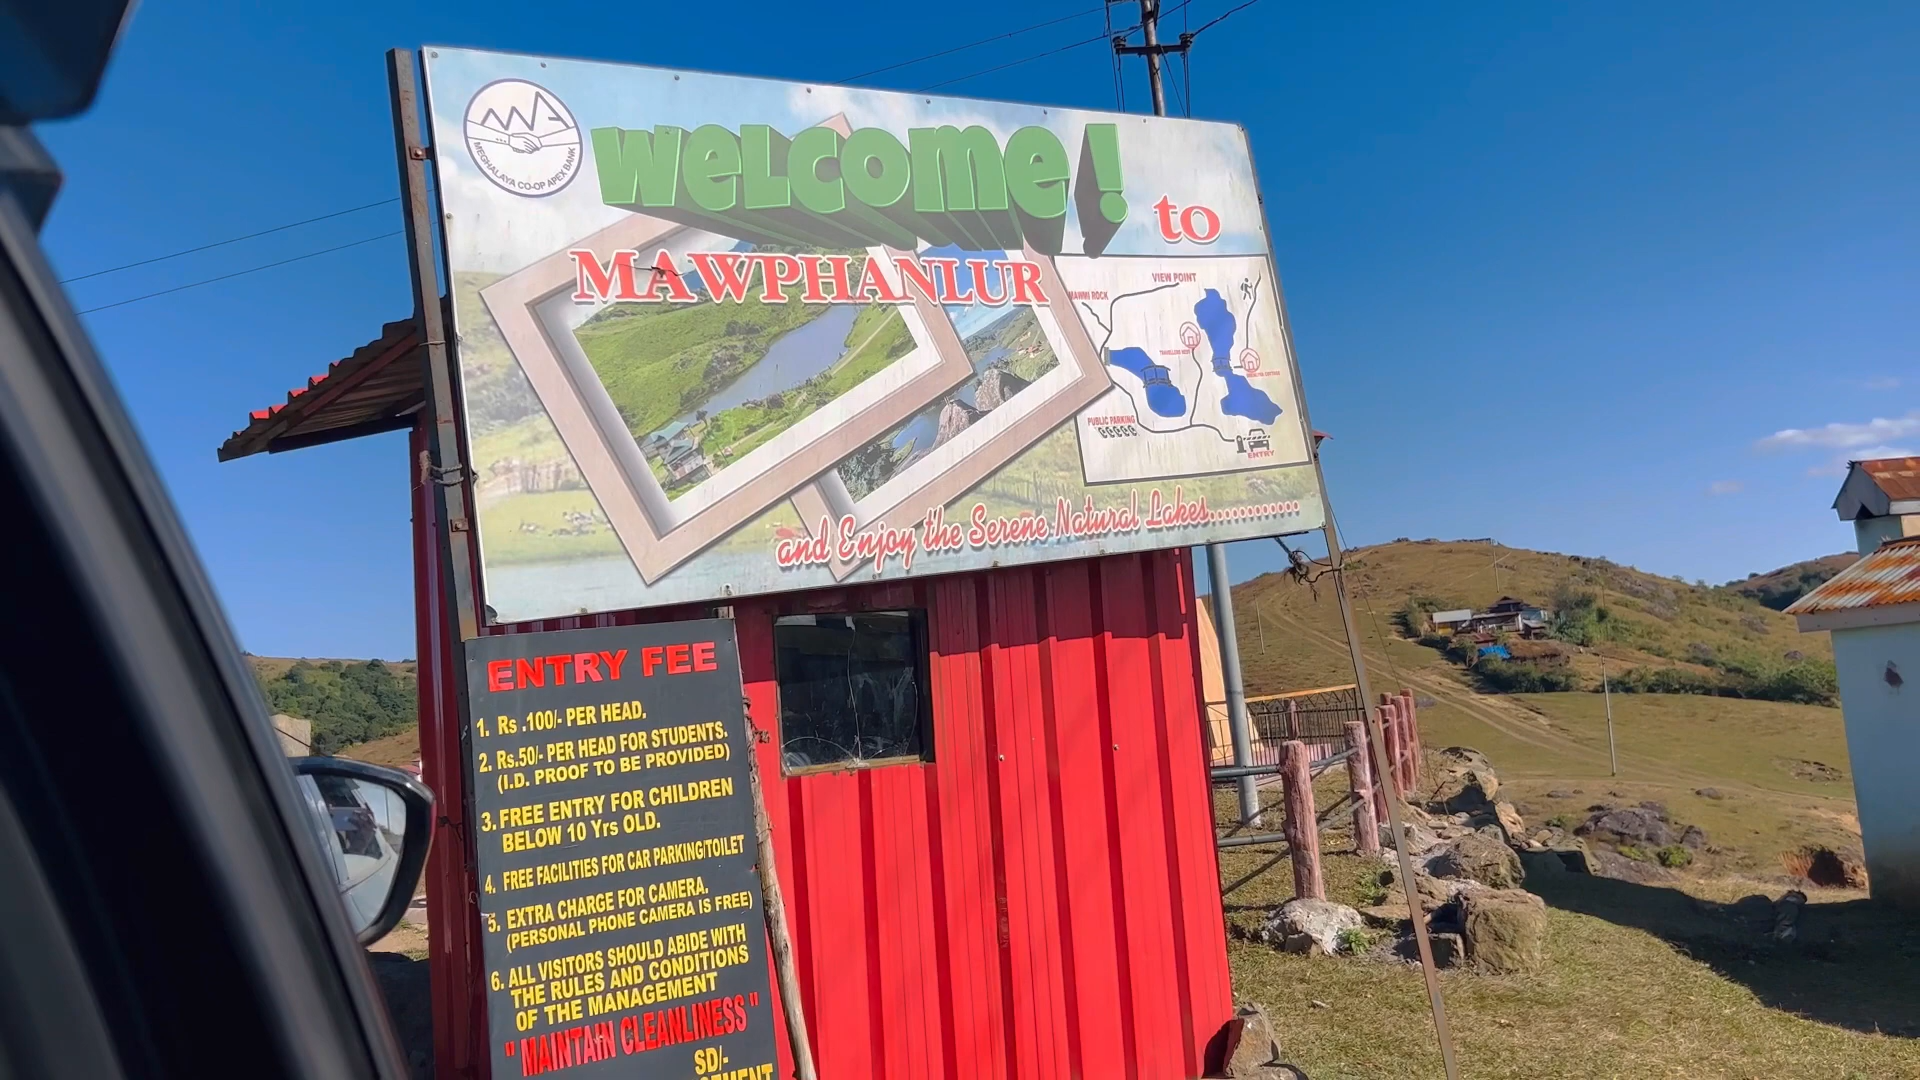 MEGHALAYA CO-OP APEX BANK
WELCOME! to
MAWPHANLUR
VIEW POINT
MAWMI ROCK
TRAVELLERS NEST
PUBLIC PARKING
ENTRY
and Enjoy the Serene Natural Lakes............
ENTRY FEE
1. Rs .100/- PER HEAD.
2. Rs.50/- PER HEAD FOR STUDENTS.
(I.D. PROOF TO BE PROVIDED)
3. FREE ENTRY FOR CHILDREN
BELOW 10 Yrs OLD.
4. FREE FACILITIES FOR CAR PARKING/TOILET
5. EXTRA CHARGE FOR CAMERA.
(PERSONAL PHONE CAMERA IS FREE)
6. ALL VISITORS SHOULD ABIDE WITH
THE RULES AND CONDITIONS
OF THE MANAGEMENT
" MAINTAIN CLEANLINESS "
SD/-